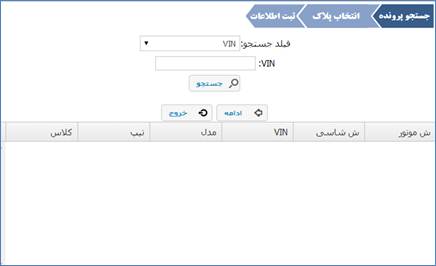 جستجو پرونده انتخاب پلاک ثبت اطلاعات
فیلد جستجو: VIN
VIN:
جستجو
ادامه خروج
ش موتور ش شاسی VIN مدل تیپ کلاس